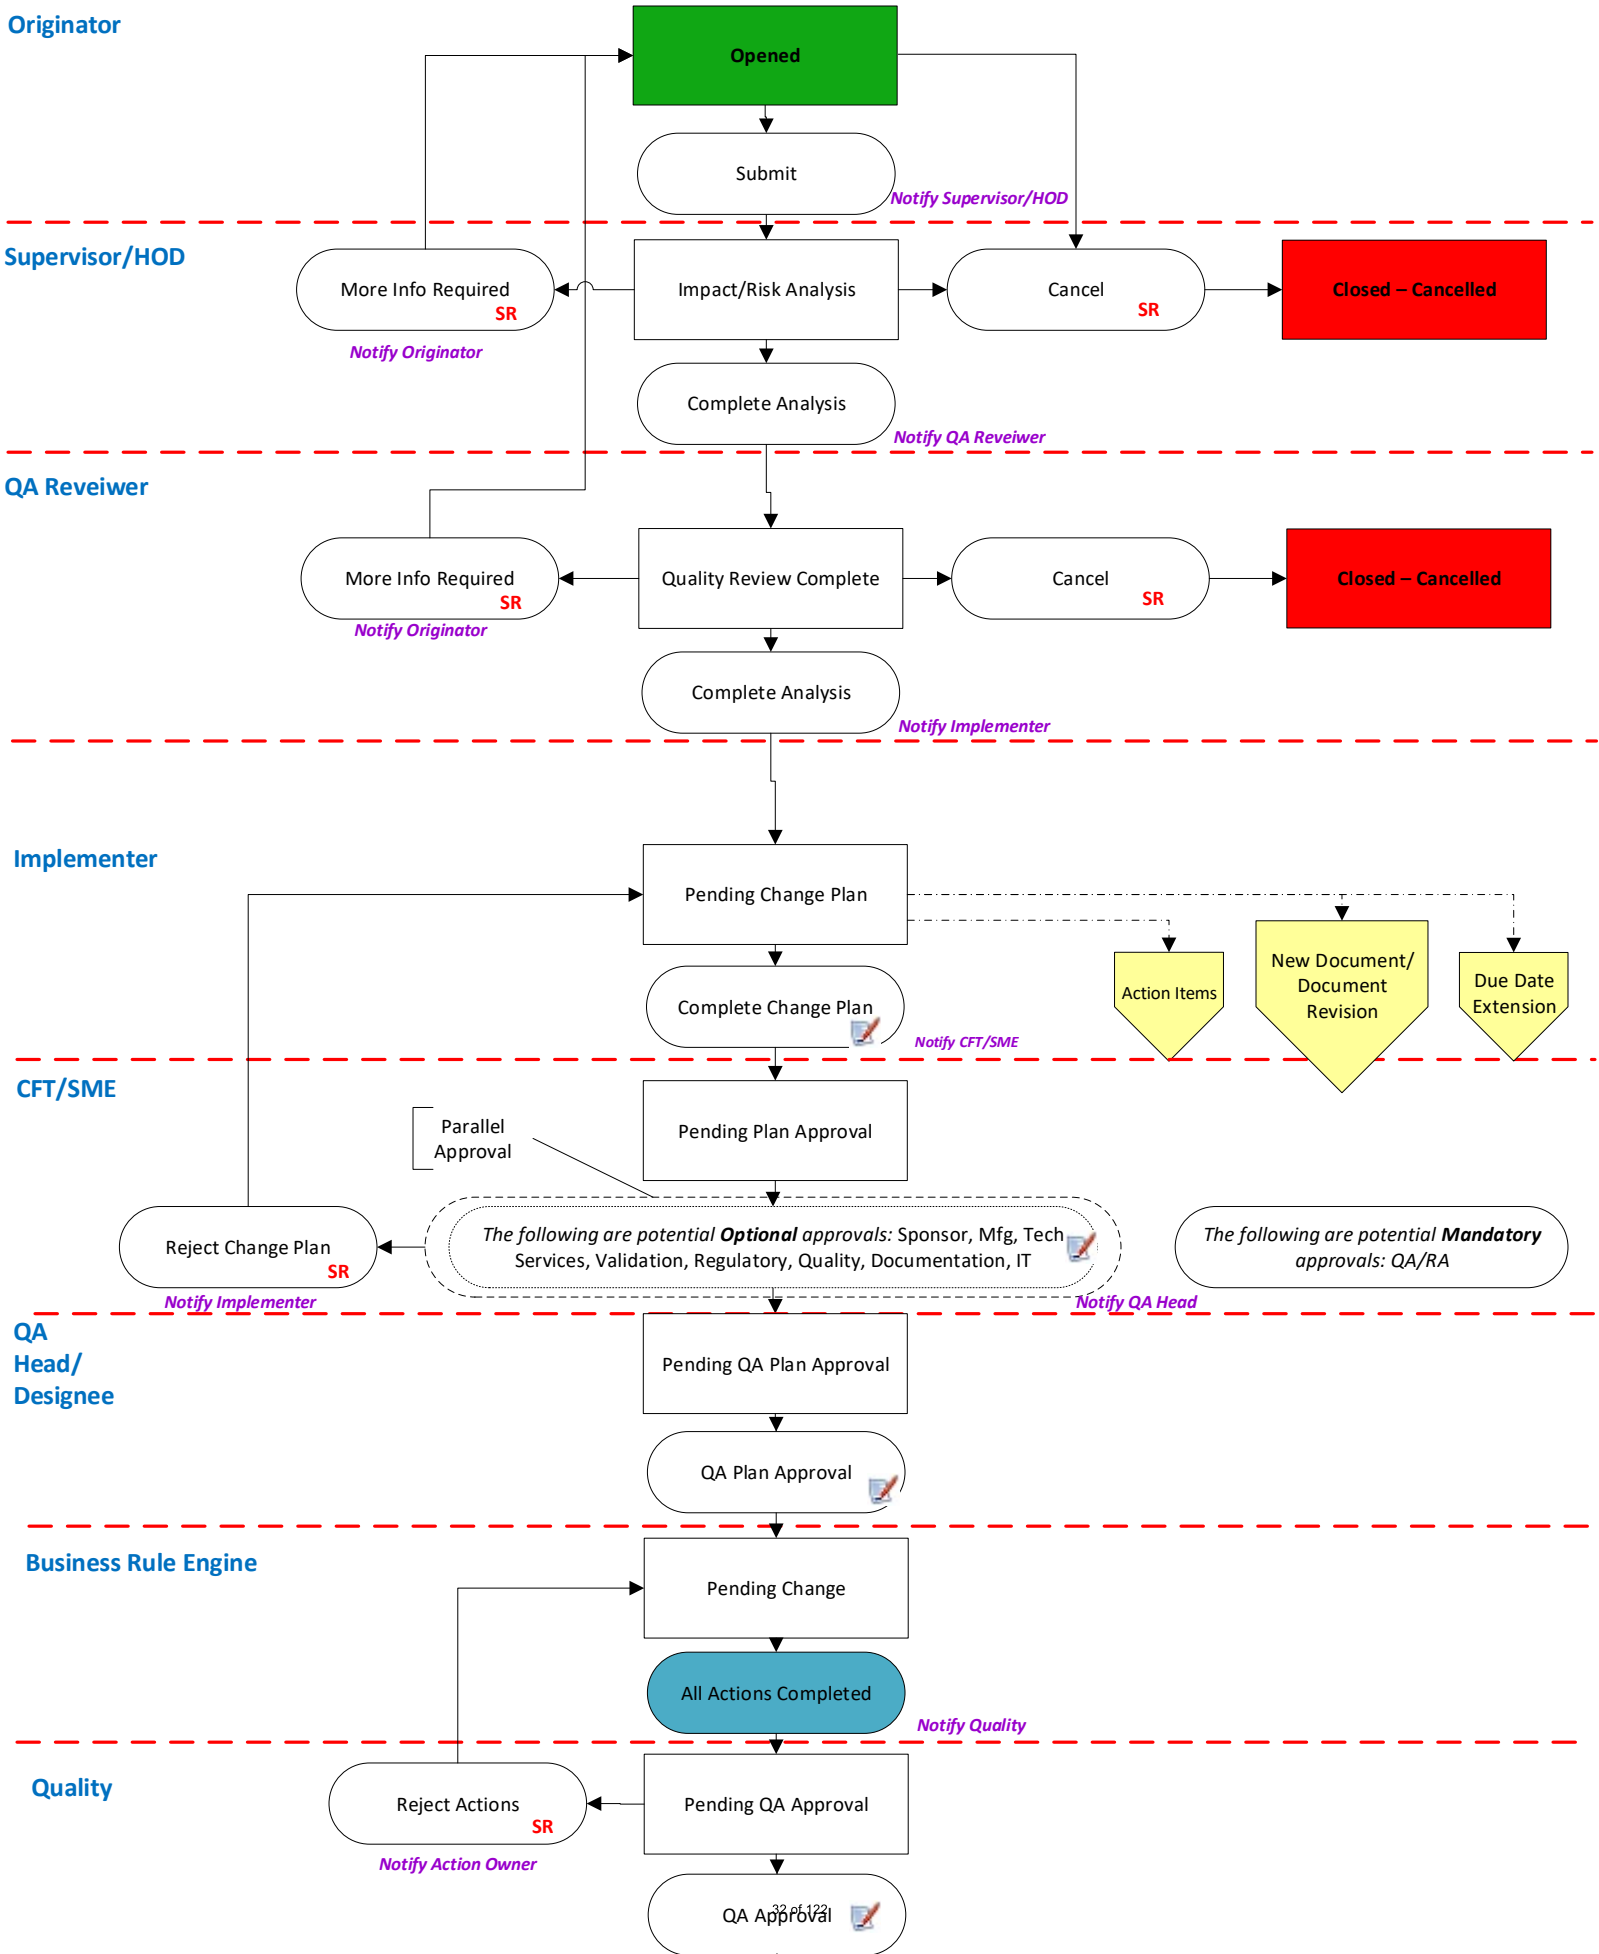 Originator
Opened
Submit
Notify Supervisor/HOD
Supervisor/HOD
More Info Required
SR
Notify Originator
Impact/Risk Analysis
Cancel
SR
Closed – Cancelled
Complete Analysis
Notify QA Reveiwer
QA Reveiwer
More Info Required
SR
Notify Originator
Quality Review Complete
Cancel
SR
Closed – Cancelled
Complete Analysis
Notify Implementer
Implementer
Pending Change Plan
Action Items
New Document/
Document
Revision
Due Date
Extension
Complete Change Plan
Notify CFT/SME
CFT/SME
Parallel
Approval
Pending Plan Approval
Reject Change Plan
SR
Notify Implementer
The following are potential Optional approvals: Sponsor, Mfg, Tech
Services, Validation, Regulatory, Quality, Documentation, IT
The following are potential Mandatory
approvals: QA/RA
Notify QA Head
QA
Head/
Designee
Pending QA Plan Approval
QA Plan Approval
Business Rule Engine
Pending Change
All Actions Completed
Notify Quality
Quality
Reject Actions
SR
Notify Action Owner
Pending QA Approval
QA Approval
32 of 122